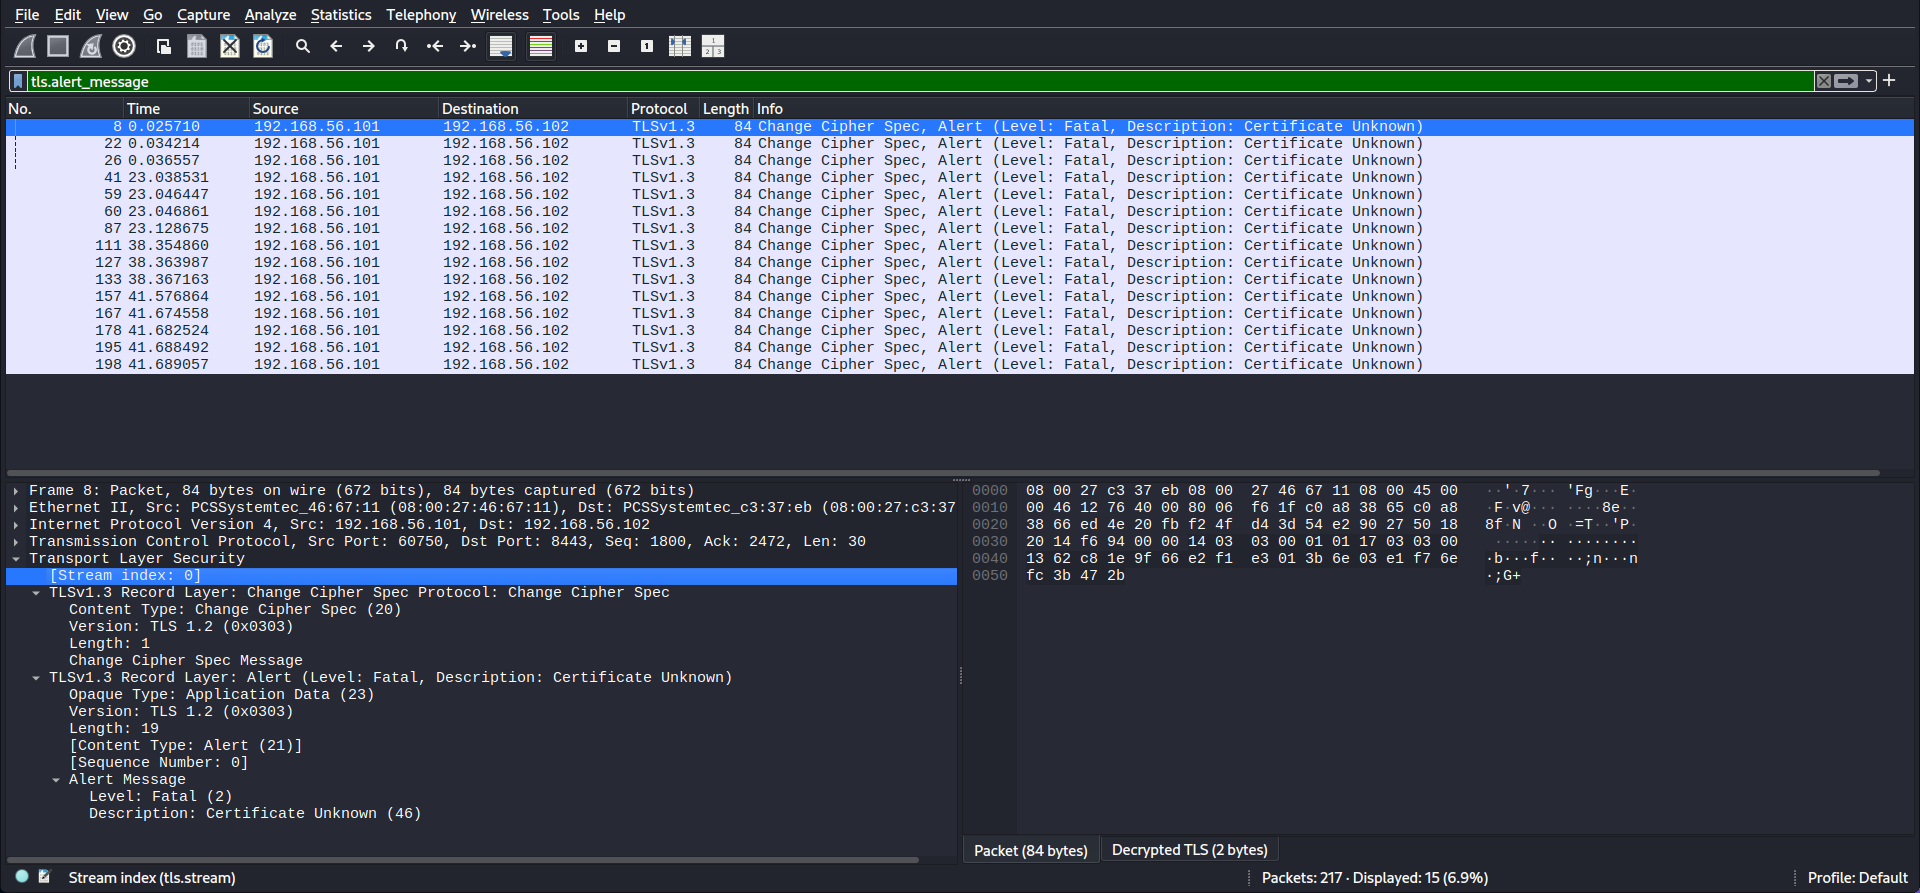 File Edit View Go Capture Analyze Statistics Telephony Wireless Tools Help
tls.alert_message
No. Time Source Destination Protocol Length Info
8 0.025710 192.168.56.101 192.168.56.102 TLSv1.3 84 Change Cipher Spec, Alert (Level: Fatal, Description: Certificate Unknown)
22 0.034214 192.168.56.101 192.168.56.102 TLSv1.3 84 Change Cipher Spec, Alert (Level: Fatal, Description: Certificate Unknown)
26 0.036557 192.168.56.101 192.168.56.102 TLSv1.3 84 Change Cipher Spec, Alert (Level: Fatal, Description: Certificate Unknown)
41 23.038531 192.168.56.101 192.168.56.102 TLSv1.3 84 Change Cipher Spec, Alert (Level: Fatal, Description: Certificate Unknown)
59 23.046447 192.168.56.101 192.168.56.102 TLSv1.3 84 Change Cipher Spec, Alert (Level: Fatal, Description: Certificate Unknown)
60 23.046861 192.168.56.101 192.168.56.102 TLSv1.3 84 Change Cipher Spec, Alert (Level: Fatal, Description: Certificate Unknown)
87 23.128675 192.168.56.101 192.168.56.102 TLSv1.3 84 Change Cipher Spec, Alert (Level: Fatal, Description: Certificate Unknown)
111 38.354860 192.168.56.101 192.168.56.102 TLSv1.3 84 Change Cipher Spec, Alert (Level: Fatal, Description: Certificate Unknown)
127 38.363987 192.168.56.101 192.168.56.102 TLSv1.3 84 Change Cipher Spec, Alert (Level: Fatal, Description: Certificate Unknown)
133 38.367163 192.168.56.101 192.168.56.102 TLSv1.3 84 Change Cipher Spec, Alert (Level: Fatal, Description: Certificate Unknown)
157 41.576864 192.168.56.101 192.168.56.102 TLSv1.3 84 Change Cipher Spec, Alert (Level: Fatal, Description: Certificate Unknown)
167 41.674558 192.168.56.101 192.168.56.102 TLSv1.3 84 Change Cipher Spec, Alert (Level: Fatal, Description: Certificate Unknown)
178 41.682524 192.168.56.101 192.168.56.102 TLSv1.3 84 Change Cipher Spec, Alert (Level: Fatal, Description: Certificate Unknown)
195 41.688492 192.168.56.101 192.168.56.102 TLSv1.3 84 Change Cipher Spec, Alert (Level: Fatal, Description: Certificate Unknown)
198 41.689057 192.168.56.101 192.168.56.102 TLSv1.3 84 Change Cipher Spec, Alert (Level: Fatal, Description: Certificate Unknown)
Frame 8: Packet, 84 bytes on wire (672 bits), 84 bytes captured (672 bits)
Ethernet II, Src: PCSSystemtec_46:67:11 (08:00:27:46:67:11), Dst: PCSSystemtec_c3:37:eb (08:00:27:c3:37
Internet Protocol Version 4, Src: 192.168.56.101, Dst: 192.168.56.102
Transmission Control Protocol, Src Port: 60750, Dst Port: 8443, Seq: 1800, Ack: 2472, Len: 30
Transport Layer Security
[Stream index: 0]
TLSv1.3 Record Layer: Change Cipher Spec Protocol: Change Cipher Spec
Content Type: Change Cipher Spec (20)
Version: TLS 1.2 (0x0303)
Length: 1
Change Cipher Spec Message
TLSv1.3 Record Layer: Alert (Level: Fatal, Description: Certificate Unknown)
Opaque Type: Application Data (23)
Version: TLS 1.2 (0x0303)
Length: 19
[Content Type: Alert (21)]
[Sequence Number: 0]
Alert Message
Level: Fatal (2)
Description: Certificate Unknown (46)
0000 08 00 27 c3 37 eb 08 00 27 46 67 11 08 00 45 00 ··'·7··· 'Fg···E·
0010 00 46 12 76 40 00 80 06 f6 1f c0 a8 38 65 c0 a8 ·F·v@··· ····8e··
0020 38 66 ed 4e 20 fb f2 4f d4 3d 54 e2 90 27 50 18 8f·N ··O ·=T··'P·
0030 20 14 f6 94 00 00 14 03 03 00 01 01 17 03 03 00 ······· ········
0040 13 62 c8 1e 9f 66 e2 f1 e3 01 3b 6e 03 e1 f7 6e ·b···f·· ··;n···n
0050 fc 3b 47 2b ·;G+
Packet (84 bytes) Decrypted TLS (2 bytes)
Stream index (tls.stream) Packets: 217 · Displayed: 15 (6.9%) Profile: Default